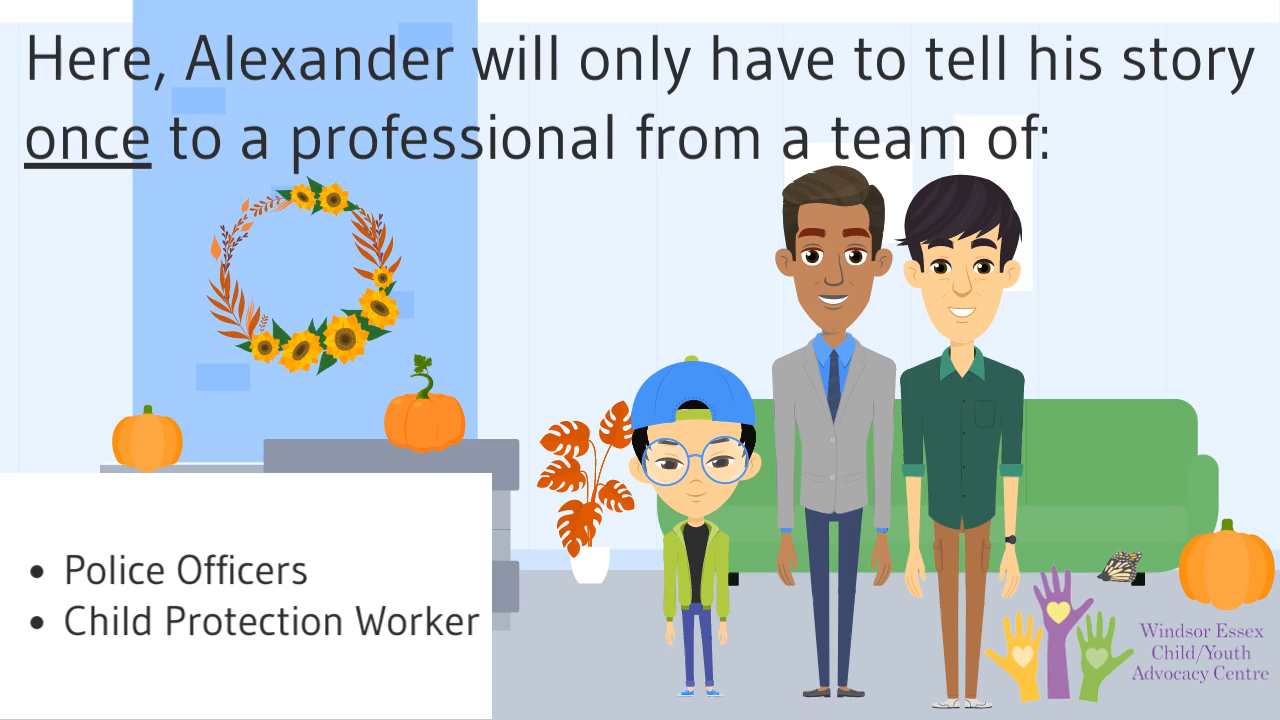 Here, Alexander will only have to tell his story
once to a professional from a team of:
• Police Officers
• Child Protection Worker
Windsor Essex
Child/Youth
Advocacy Centre